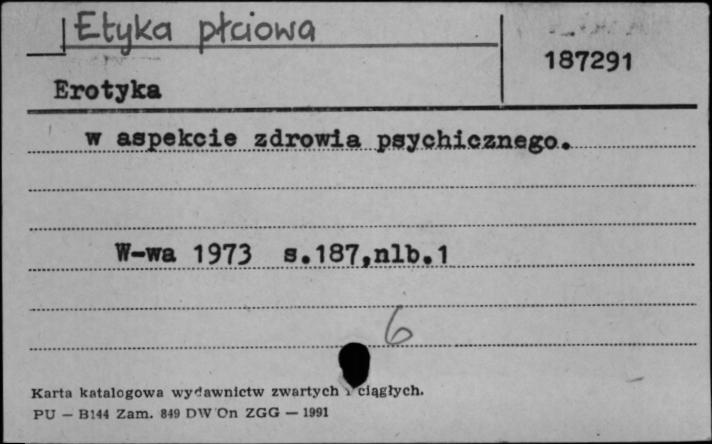 Etyka płciowa
187291
Erotyka
w aspekcie zdrowia psychicznego.
W-wa 1973 s.187,nlb.1
6
Karta katalogowa wydawnictw zwartych i ciągłych.
PU — B144 Zam. 849 DW On ZGG — 1991